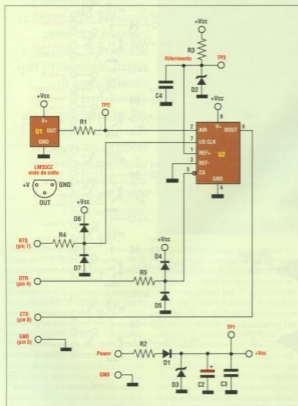 +Vcc
R3
Riferimento
TP3
C4
D2
+Vcc
TP2
+Vcc
V+
U1
OUT
GND
R1
8
V+
2
AIN
DOUT
6
7
I/O CLK
U2
1
REF+
3
REF-
5
CS
GND
4
LM35CZ
visto da sotto
+V
GND
OUT
+Vcc
D6
RTS
(pin 7)
R4
D7
+Vcc
D4
DTR
(pin 4)
R5
D5
CTS
(pin 8)
GND
(pin 5)
TP1
Power
R2
D1
+Vcc
GND
D3
C2
C3